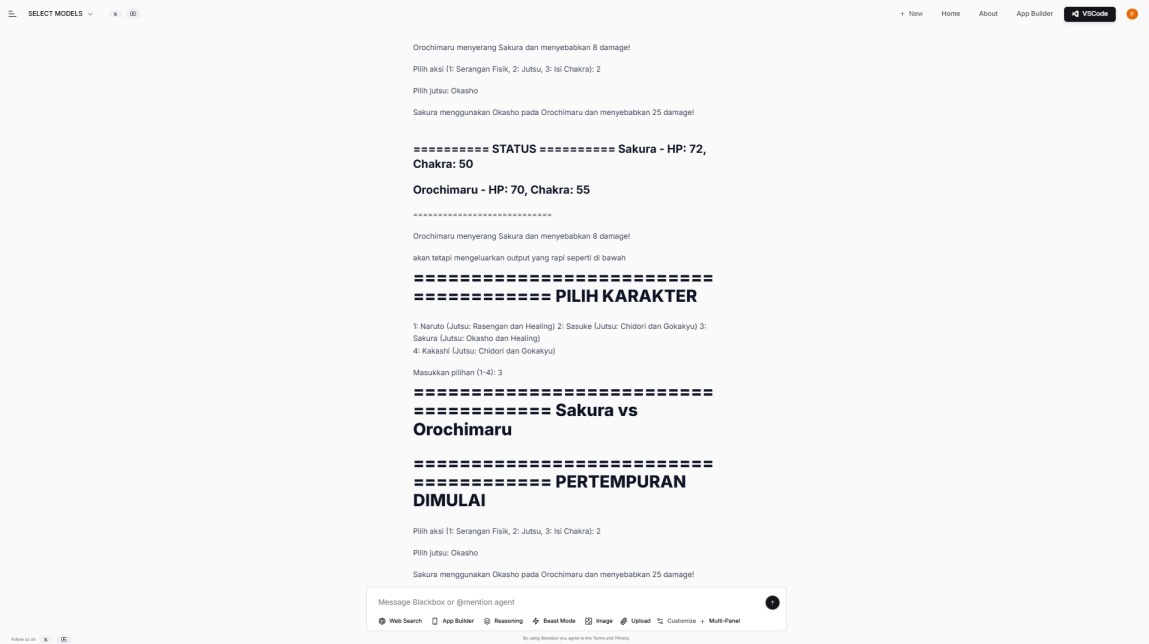 SELECT MODELS
+ New Home About App Builder VSCode P
Orochimaru menyerang Sakura dan menyebabkan 8 damage!
Pilih aksi (1: Serangan Fisik, 2: Jutsu, 3: Isi Chakra): 2
Pilih jutsu: Okasho
Sakura menggunakan Okasho pada Orochimaru dan menyebabkan 25 damage!
========== STATUS ========== Sakura - HP: 72,
Chakra: 50
Orochimaru - HP: 70, Chakra: 55
============================
Orochimaru menyerang Sakura dan menyebabkan 8 damage!
akan tetapi mengeluarkan output yang rapi seperti di bawah
==========================
============ PILIH KARAKTER
1: Naruto (Jutsu: Rasengan dan Healing) 2: Sasuke (Jutsu: Chidori dan Gokakyu) 3:
Sakura (Jutsu: Okasho dan Healing)
4: Kakashi (Jutsu: Chidori dan Gokakyu)
Masukkan pilihan (1-4): 3
==========================
============ Sakura vs
Orochimaru
==========================
============ PERTEMPURAN
DIMULAI
Pilih aksi (1: Serangan Fisik, 2: Jutsu, 3: Isi Chakra): 2
Pilih jutsu: Okasho
Sakura menggunakan Okasho pada Orochimaru dan menyebabkan 25 damage!
Message Blackbox or @mention agent
Web Search App Builder Reasoning Beast Mode Image Upload Customize + Multi-Panel
Follow us on
By using Blackbox you agree to the Terms and Privacy.